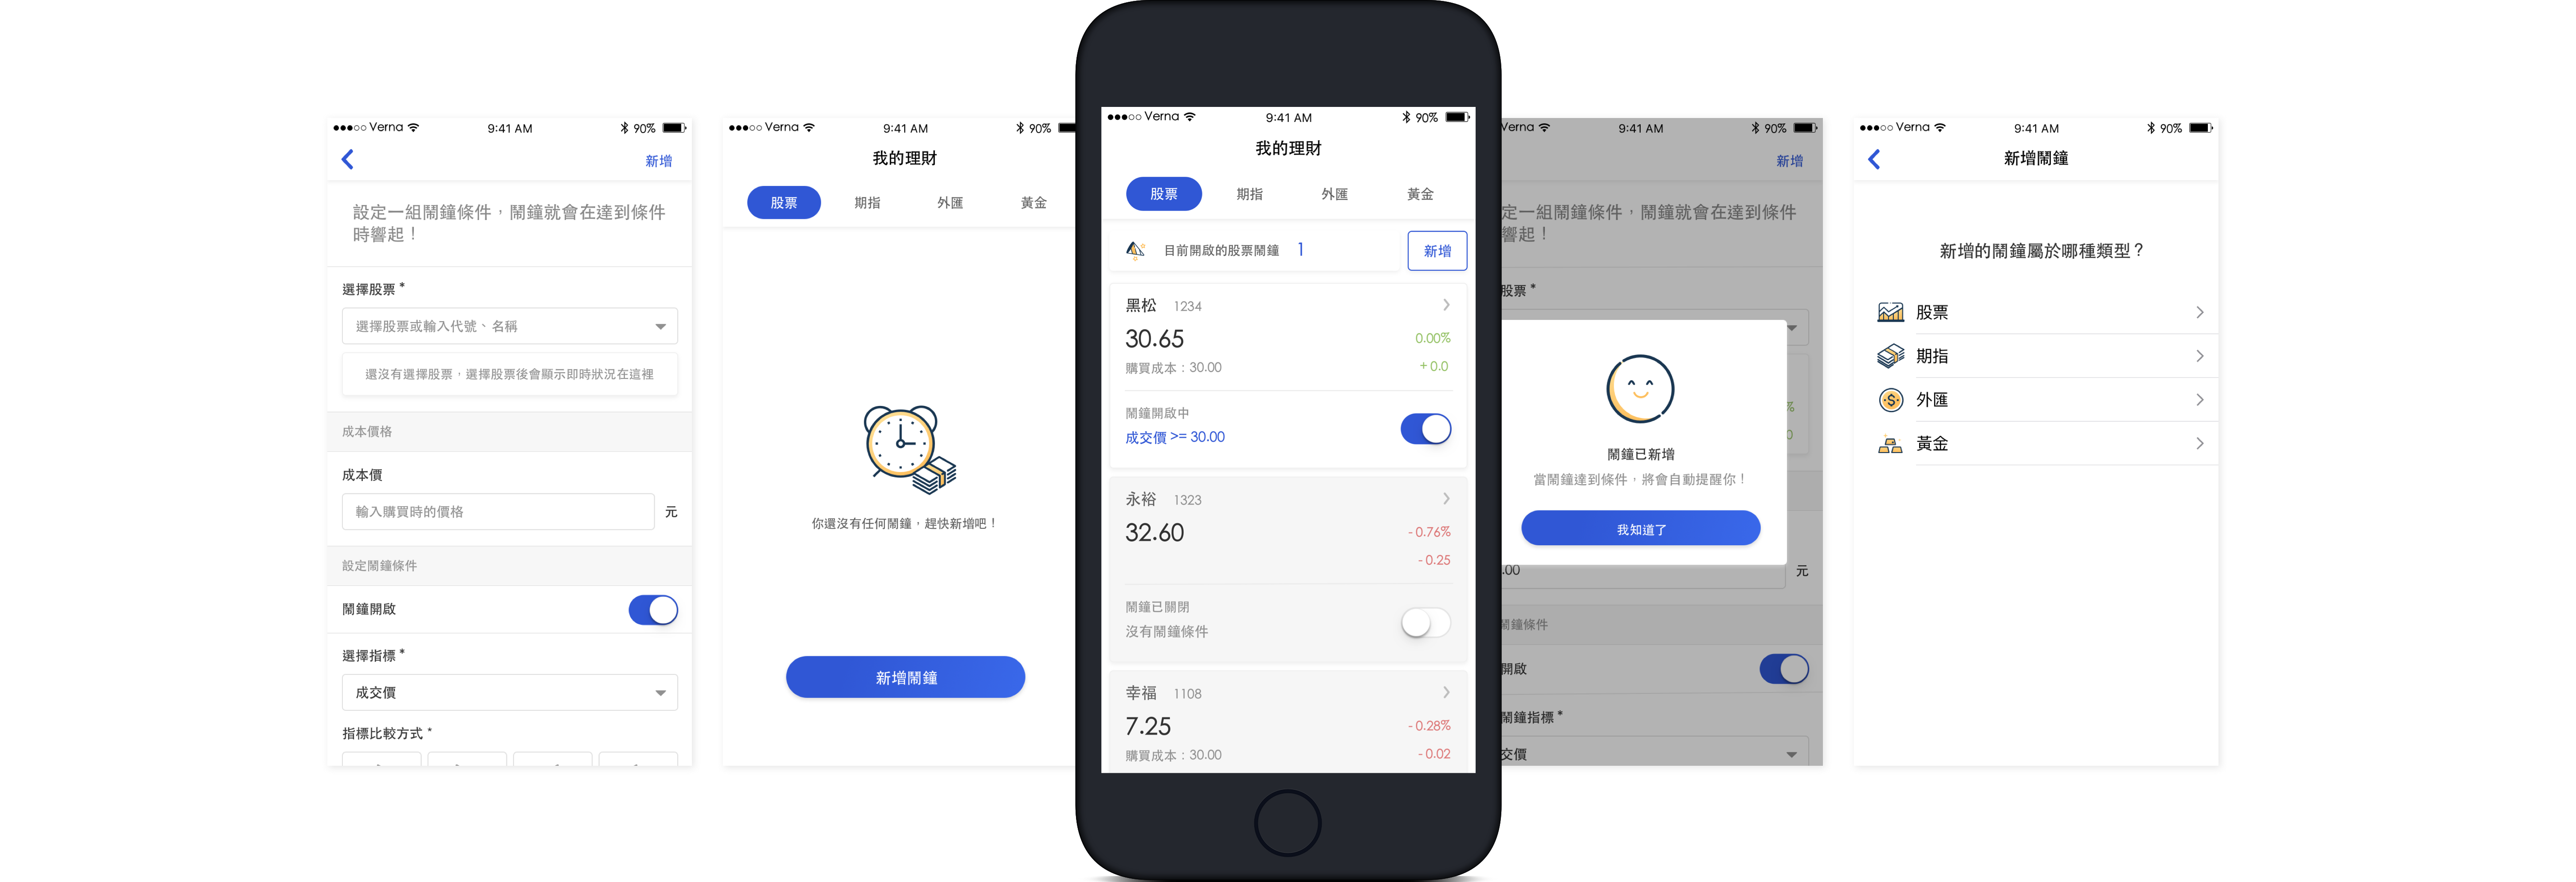 Verna
9:41 AM
90%
新增
設定一組鬧鐘條件，鬧鐘就會在達到條件
時響起！
選擇股票 *
選擇股票或輸入代號、名稱
還沒有選擇股票，選擇股票後會顯示即時狀況在這裡
成本價格
成本價
輸入購買時的價格
元
設定鬧鐘條件
鬧鐘開啟
選擇指標 *
成交價
指標比較方式 *
Verna
9:41 AM
90%
我的理財
股票
期指
外匯
黃金
你還沒有任何鬧鐘，趕快新增吧！
新增鬧鐘
Verna
9:41 AM
90%
我的理財
股票
期指
外匯
黃金
目前開啟的股票鬧鐘 1
新增
黑松 1234
30.65
0.00%
購買成本：30.00
+ 0.0
鬧鐘開啟中
成交價 >= 30.00
永裕 1323
32.60
- 0.76%
- 0.25
鬧鐘已關閉
沒有鬧鐘條件
幸福 1108
7.25
- 0.28%
購買成本：30.00
- 0.02
Verna
9:41 AM
90%
新增
定一組鬧鐘條件，鬧鐘就會在達到條件
響起！
股票 *
%
0
鬧鐘已新增
當鬧鐘達到條件，將會自動提醒你！
我知道了
.00
元
鬧鐘條件
開啟
鬧鐘指標 *
交價
Verna
9:41 AM
90%
新增鬧鐘
新增的鬧鐘屬於哪種類型？
股票
期指
外匯
黃金